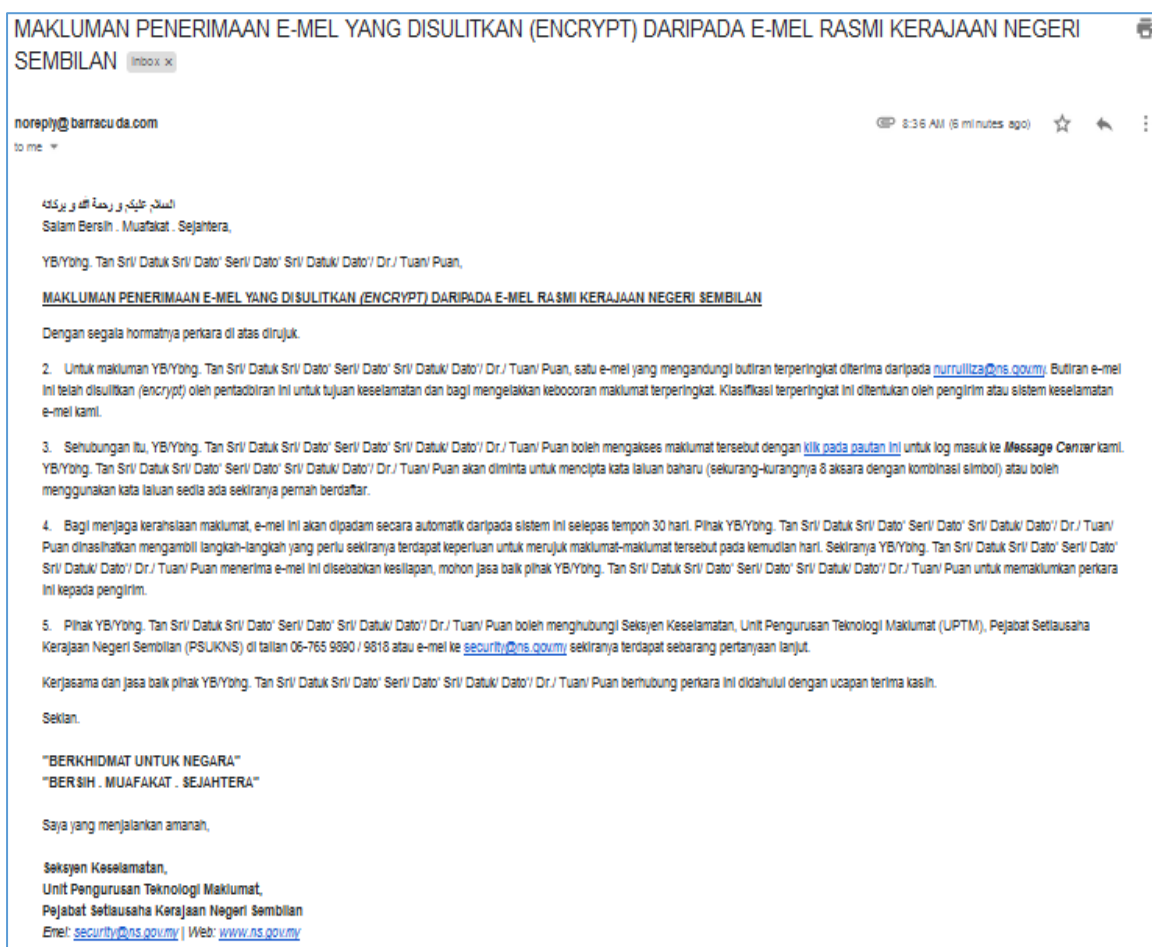 MAKLUMAN PENERIMAAN E-MEL YANG DISULITKAN (ENCRYPT) DARIPADA E-MEL RASMI KERAJAAN NEGERI
SEMBILAN Inbox x
noreply@barracuda.com
8:36 AM (6 minutes ago)
to me
السلام عليكم و رحمة الله و بركاته
Salam Bersih . Muafakat . Sejahtera,
YB/Ybhg. Tan Sri/ Datuk Sri/ Dato' Seri/ Dato' Sri/ Datuk/ Dato'/ Dr./ Tuan/ Puan,
MAKLUMAN PENERIMAAN E-MEL YANG DISULITKAN (ENCRYPT) DARIPADA E-MEL RASMI KERAJAAN NEGERI SEMBILAN
Dengan segala hormatnya perkara di atas dirujuk.
2. Untuk makluman YB/Ybhg. Tan Sri/ Datuk Sri/ Dato' Seri/ Dato' Sri/ Datuk/ Dato'/ Dr./ Tuan/ Puan, satu e-mel yang mengandungi butiran terperingkat diterima daripada nurruliza@ns.gov.my. Butiran e-mel
ini telah disulitkan (encrypt) oleh pentadbiran ini untuk tujuan keselamatan dan bagi mengelakkan kebocoran maklumat terperingkat. Klasifikasi terperingkat ini ditentukan oleh pengirim atau sistem keselamatan
e-mel kami.
3. Sehubungan itu, YB/Ybhg. Tan Sri/ Datuk Sri/ Dato' Seri/ Dato' Sri/ Datuk/ Dato'/ Dr./ Tuan/ Puan boleh mengakses maklumat tersebut dengan klik pada pautan ini untuk log masuk ke Message Center kami.
YB/Ybhg. Tan Sri/ Datuk Sri/ Dato' Seri/ Dato' Sri/ Datuk/ Dato'/ Dr./ Tuan/ Puan akan diminta untuk mencipta kata laluan baharu (sekurang-kurangnya 8 aksara dengan kombinasi simbol) atau boleh
menggunakan kata laluan sedia ada sekiranya pernah berdaftar.
4. Bagi menjaga kerahsiaan maklumat, e-mel ini akan dipadam secara automatik daripada sistem ini selepas tempoh 30 hari. Pihak YB/Ybhg. Tan Sri/ Datuk Sri/ Dato' Seri/ Dato' Sri/ Datuk/ Dato'/ Dr./ Tuan/
Puan dinasihatkan mengambil langkah-langkah yang perlu sekiranya terdapat keperluan untuk merujuk maklumat-maklumat tersebut pada kemudian hari. Sekiranya YB/Ybhg. Tan Sri/ Datuk Sri/ Dato' Seri/ Dato'
Sri/ Datuk/ Dato'/ Dr./ Tuan/ Puan menerima e-mel ini disebabkan kesilapan, mohon jasa baik pihak YB/Ybhg. Tan Sri/ Datuk Sri/ Dato' Seri/ Dato' Sri/ Datuk/ Dato'/ Dr./ Tuan/ Puan untuk memaklumkan perkara
ini kepada pengirim.
5. Pihak YB/Ybhg. Tan Sri/ Datuk Sri/ Dato' Seri/ Dato' Sri/ Datuk/ Dato'/ Dr./ Tuan/ Puan boleh menghubungi Seksyen Keselamatan, Unit Pengurusan Teknologi Maklumat (UPTM), Pejabat Setiausaha
Kerajaan Negeri Sembilan (PSUKNS) di talian 06-765 9890 / 9818 atau e-mel ke security@ns.gov.my sekiranya terdapat sebarang pertanyaan lanjut.
Kerjasama dan jasa baik pihak YB/Ybhg. Tan Sri/ Datuk Sri/ Dato' Seri/ Dato' Sri/ Datuk/ Dato'/ Dr./ Tuan/ Puan berhubung perkara ini didahului dengan ucapan terima kasih.
Sekian.
"BERKHIDMAT UNTUK NEGARA"
"BERSIH . MUAFAKAT . SEJAHTERA"
Saya yang menjalankan amanah,
Seksyen Keselamatan,
Unit Pengurusan Teknologi Maklumat,
Pejabat Setiausaha Kerajaan Negeri Sembilan
Emel: security@ns.gov.my | Web: www.ns.gov.my